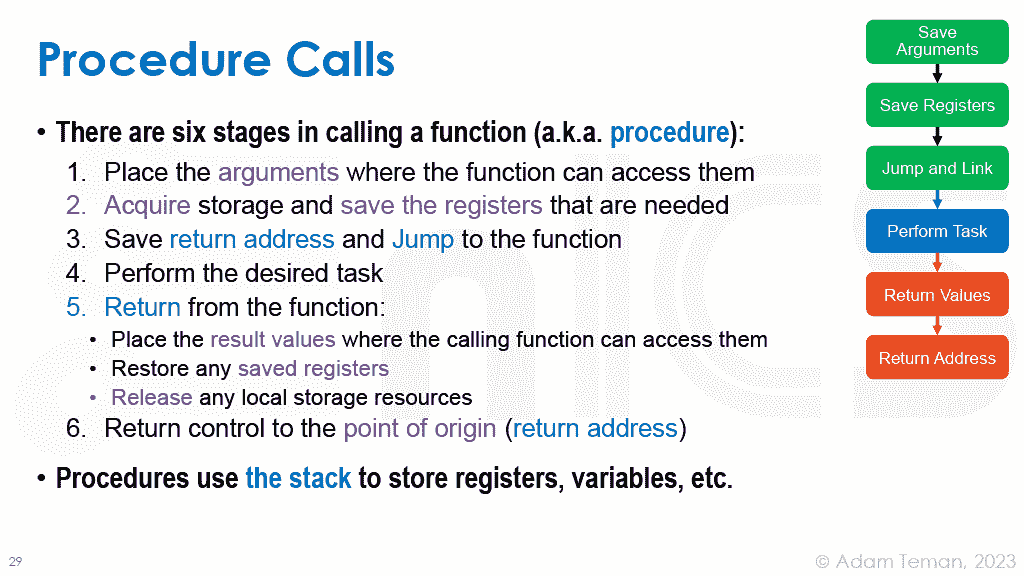 Procedure Calls
• There are six stages in calling a function (a.k.a. procedure):
1. Place the arguments where the function can access them
2. Acquire storage and save the registers that are needed
3. Save return address and Jump to the function
4. Perform the desired task
5. Return from the function:
• Place the result values where the calling function can access them
• Restore any saved registers
• Release any local storage resources
6. Return control to the point of origin (return address)
• Procedures use the stack to store registers, variables, etc.
Save
Arguments
Save Registers
Jump and Link
Perform Task
Return Values
Return Address
29
© Adam Teman, 2023